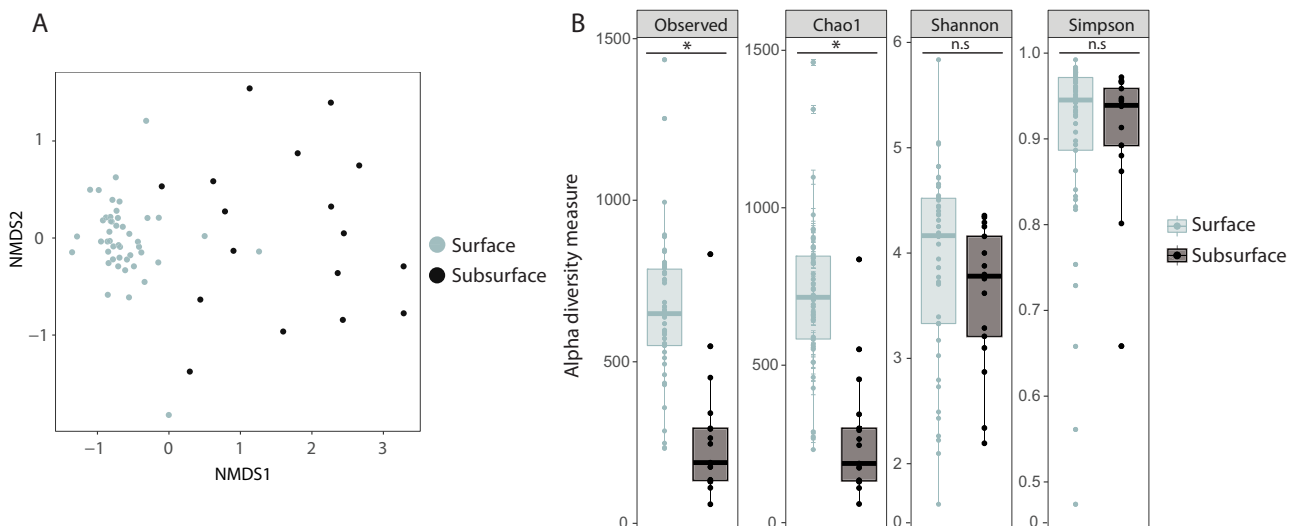 A
1
0
−1
NMDS2
−1
0
1
2
3
NMDS1
Surface
Subsurface
B
Alpha diversity measure
Observed
*
1500
1000
500
0
Chao1
*
1500
1000
500
0
Shannon
n.s
6
5
4
3
2
Simpson
n.s
1.0
0.9
0.8
0.7
0.6
0.5
Surface
Subsurface